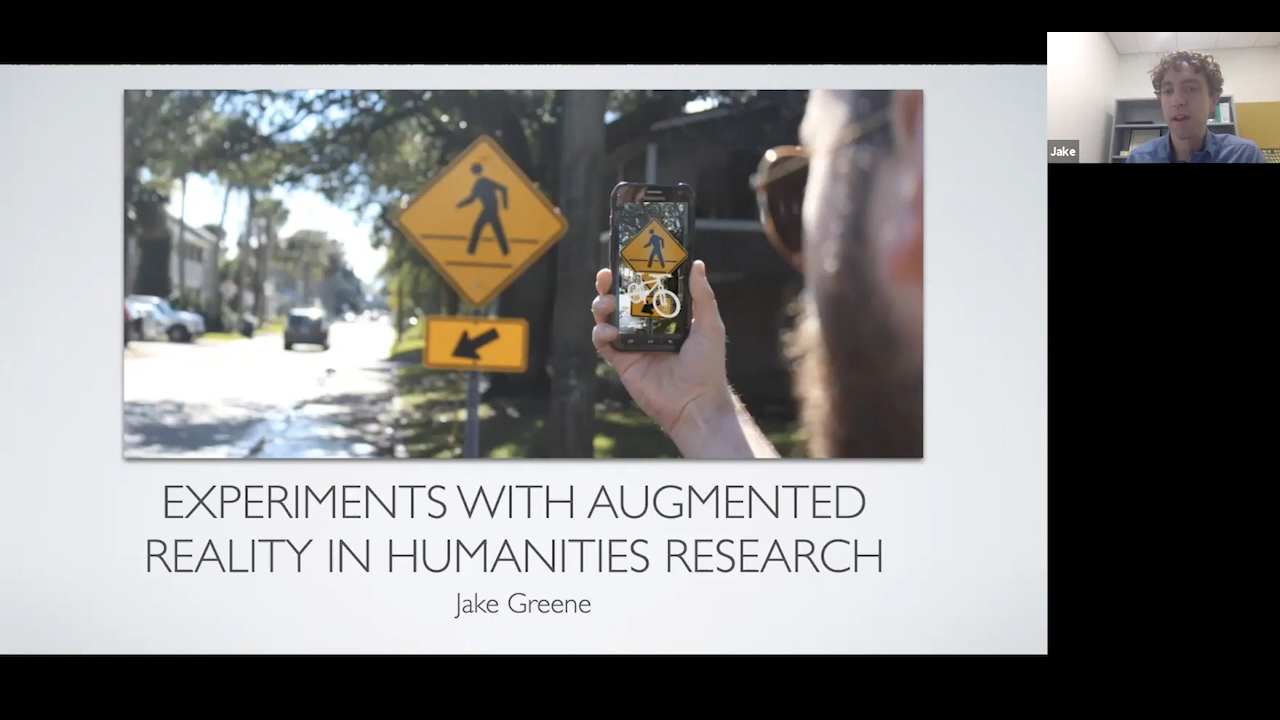 EXPERIMENTS WITH AUGMENTED
REALITY IN HUMANITIES RESEARCH
Jake Greene
Jake